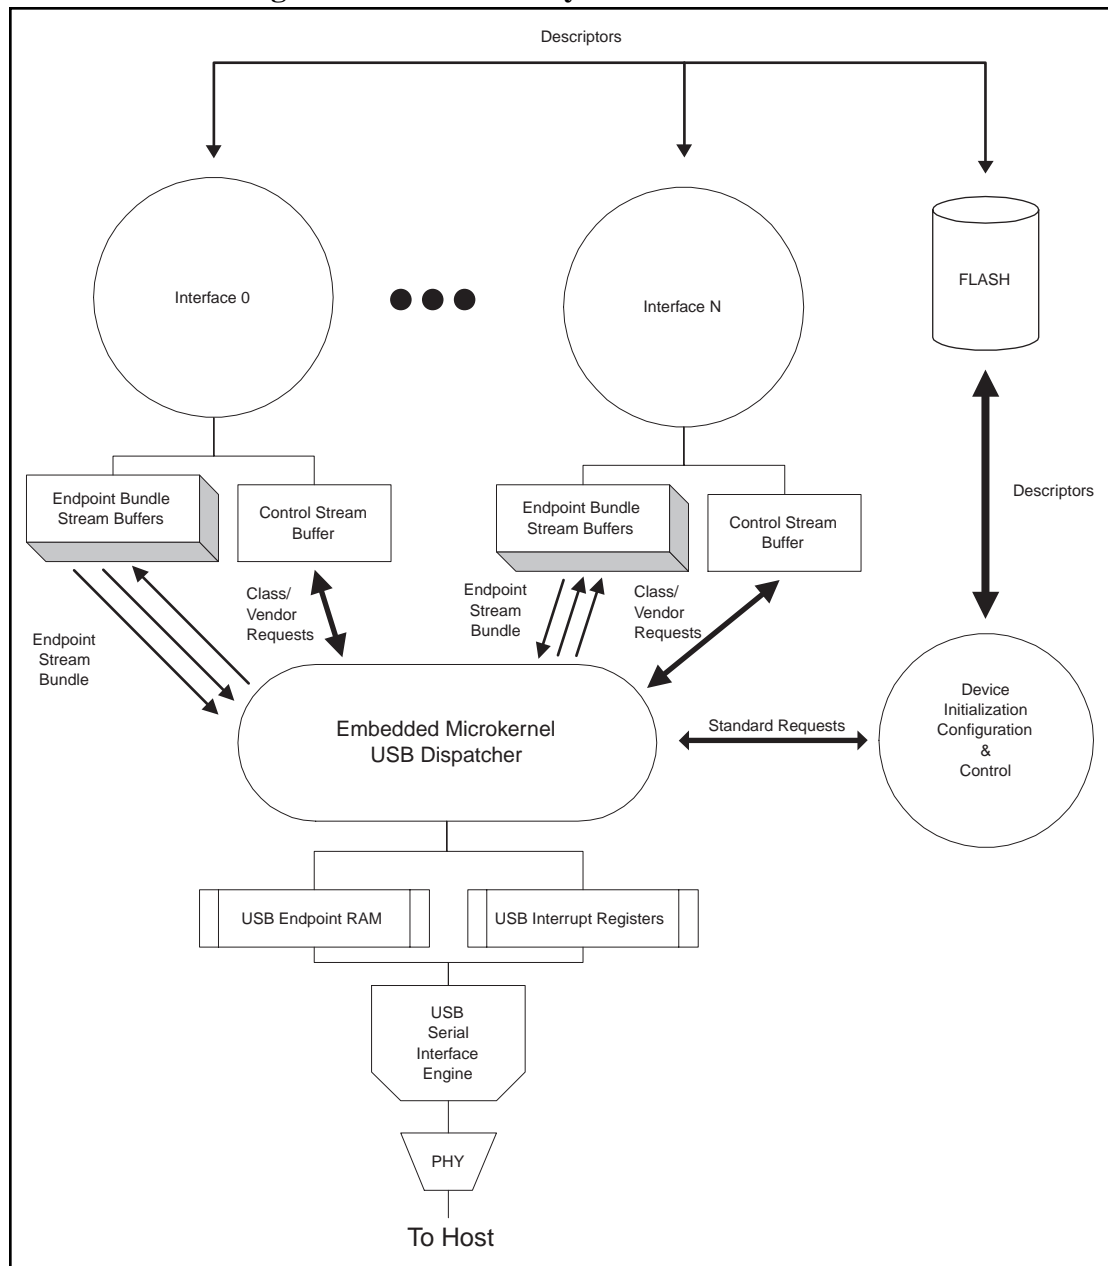 Descriptors
Interface 0
Interface N
FLASH
Endpoint Bundle
Stream Buffers
Control Stream
Buffer
Endpoint Bundle
Stream Buffers
Control Stream
Buffer
Descriptors
Class/
Vendor
Requests
Endpoint
Stream
Bundle
Class/
Vendor
Requests
Endpoint
Stream
Bundle
Embedded Microkernel
USB Dispatcher
Standard Requests
Device
Initialization
Configuration
&
Control
USB Endpoint RAM
USB Interrupt Registers
USB
Serial
Interface
Engine
PHY
To Host